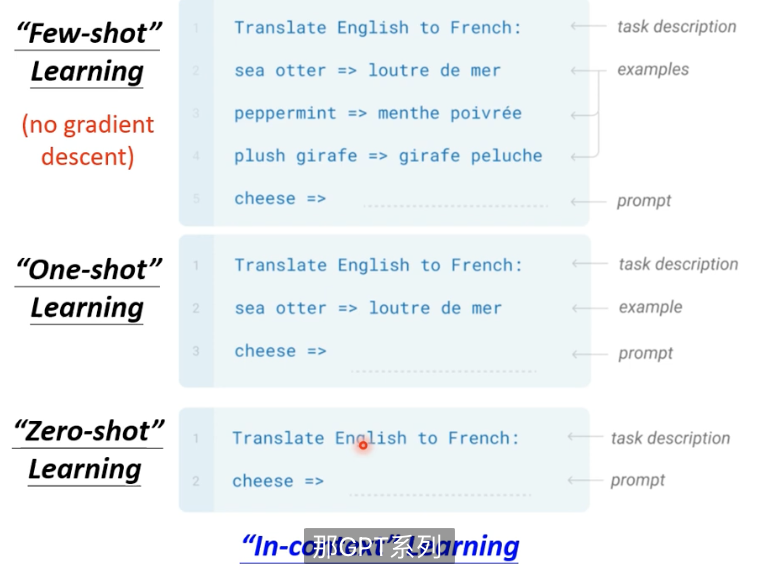 “Few-shot”
Learning
(no gradient
descent)
1 Translate English to French: task description
2 sea otter => loutre de mer examples
3 peppermint => menthe poivrée
4 plush girafe => girafe peluche
5 cheese => prompt
“One-shot”
Learning
1 Translate English to French: task description
2 sea otter => loutre de mer example
3 cheese => prompt
“Zero-shot”
Learning
1 Translate English to French: task description
2 cheese => prompt
“In-context” Learning
那GPT系列